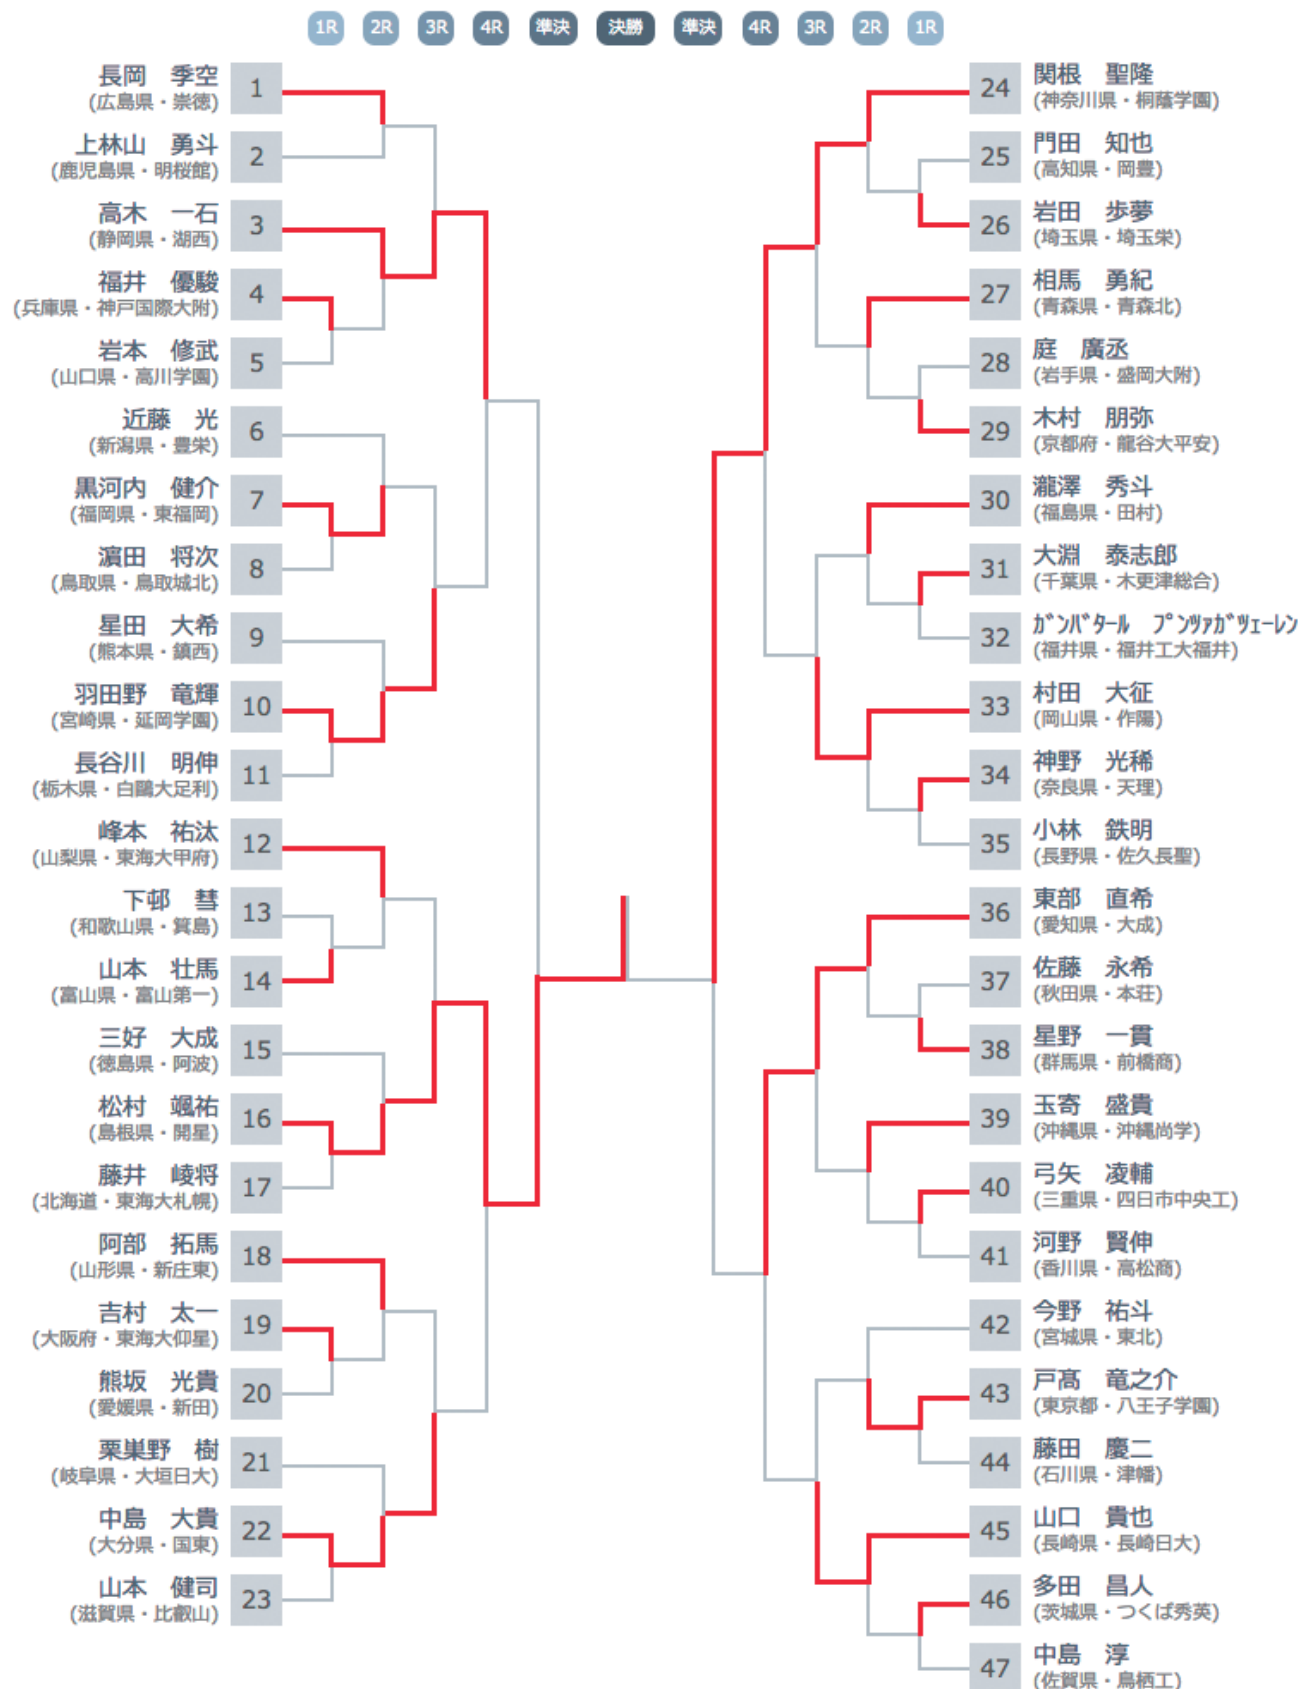 1R 2R 3R 4R 準決 決勝 準決 4R 3R 2R 1R
長岡 季空
(広島県・崇徳)
1
上林山 勇斗
(鹿児島県・明桜館)
2
高木 一石
(静岡県・湖西)
3
福井 優駿
(兵庫県・神戸国際大附)
4
岩本 修武
(山口県・高川学園)
5
近藤 光
(新潟県・豊栄)
6
黒河内 健介
(福岡県・東福岡)
7
濵田 将次
(鳥取県・鳥取城北)
8
星田 大希
(熊本県・鎮西)
9
羽田野 竜輝
(宮崎県・延岡学園)
10
長谷川 明伸
(栃木県・白鷗大足利)
11
峰本 祐汰
(山梨県・東海大甲府)
12
下邨 彗
(和歌山県・箕島)
13
山本 壮馬
(富山県・富山第一)
14
三好 大成
(徳島県・阿波)
15
松村 颯祐
(島根県・開星)
16
藤井 崚将
(北海道・東海大札幌)
17
阿部 拓馬
(山形県・新庄東)
18
吉村 太一
(大阪府・東海大仰星)
19
熊坂 光貴
(愛媛県・新田)
20
栗巣野 樹
(岐阜県・大垣日大)
21
中島 大貴
(大分県・国東)
22
山本 健司
(滋賀県・比叡山)
23
24
関根 聖隆
(神奈川県・桐蔭学園)
25
門田 知也
(高知県・岡豊)
26
岩田 歩夢
(埼玉県・埼玉栄)
27
相馬 勇紀
(青森県・青森北)
28
庭 廣丞
(岩手県・盛岡大附)
29
木村 朋弥
(京都府・龍谷大平安)
30
瀧澤 秀斗
(福島県・田村)
31
大淵 泰志郎
(千葉県・木更津総合)
32
ガンバタール プンツァガツェーレン
(福井県・福井工大福井)
33
村田 大征
(岡山県・作陽)
34
神野 光稀
(奈良県・天理)
35
小林 鉄明
(長野県・佐久長聖)
36
東部 直希
(愛知県・大成)
37
佐藤 永希
(秋田県・本荘)
38
星野 一貫
(群馬県・前橋商)
39
玉寄 盛貴
(沖縄県・沖縄尚学)
40
弓矢 凌輔
(三重県・四日市中央工)
41
河野 賢伸
(香川県・高松商)
42
今野 祐斗
(宮城県・東北)
43
戸髙 竜之介
(東京都・八王子学園)
44
藤田 慶二
(石川県・津幡)
45
山口 貴也
(長崎県・長崎日大)
46
多田 昌人
(茨城県・つくば秀英)
47
中島 淳
(佐賀県・鳥栖工)